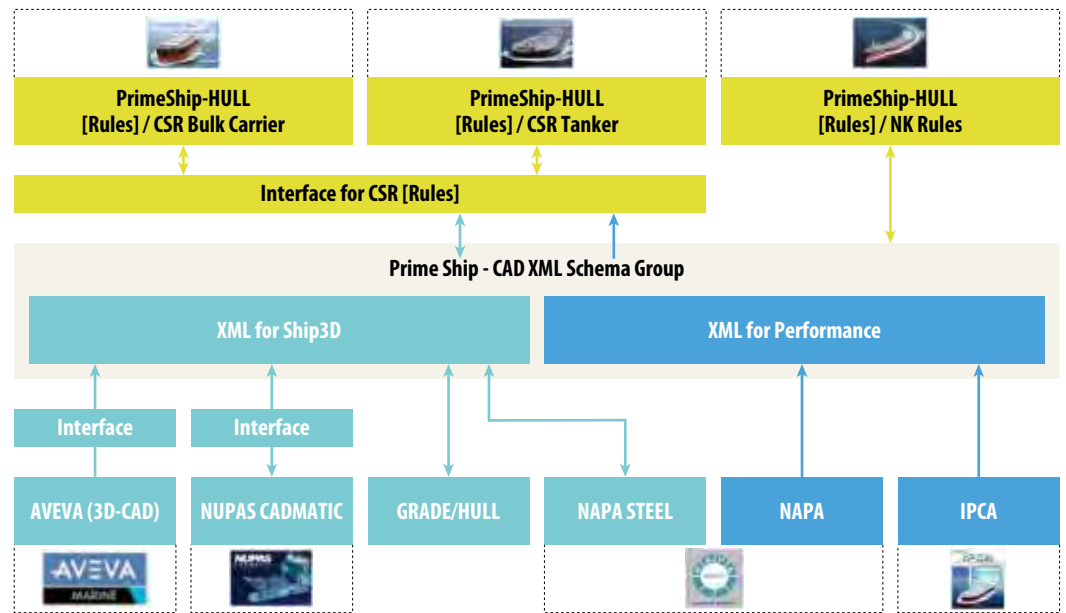 PrimeShip-HULL
[Rules] / CSR Bulk Carrier
PrimeShip-HULL
[Rules] / CSR Tanker
PrimeShip-HULL
[Rules] / NK Rules
Interface for CSR [Rules]
Prime Ship - CAD XML Schema Group
XML for Ship3D
XML for Performance
Interface
Interface
AVEVA (3D-CAD)
NUPAS CADMATIC
GRADE/HULL
NAPA STEEL
NAPA
IPCA
AVEVA
MARINE
NUPAS